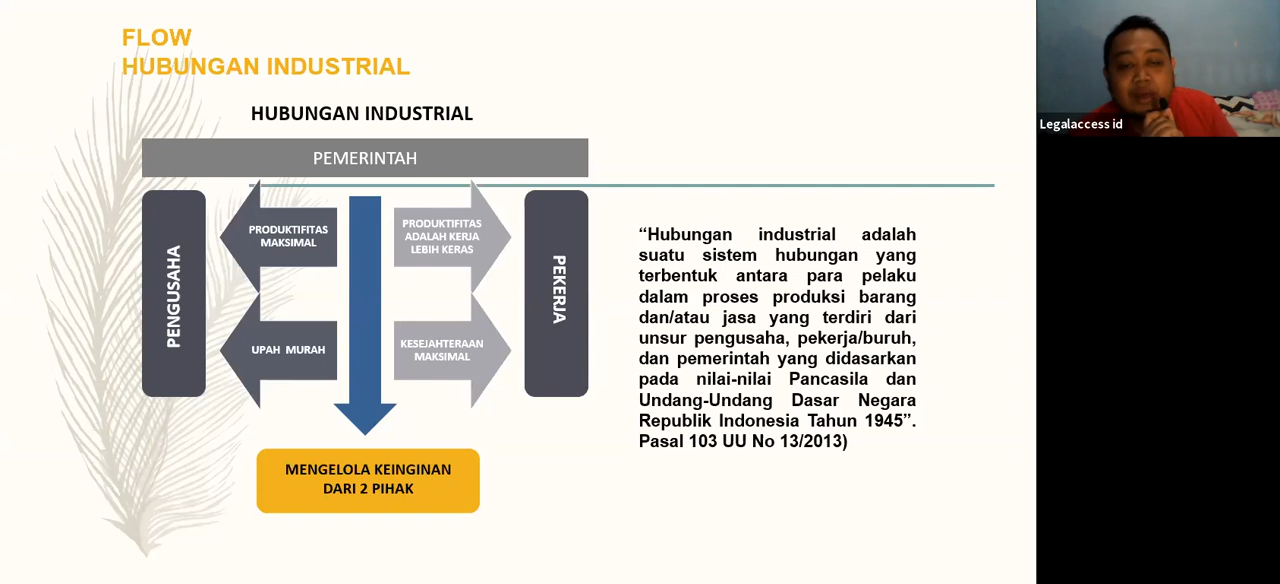 FLOW
HUBUNGAN INDUSTRIAL
HUBUNGAN INDUSTRIAL
PEMERINTAH
PENGUSAHA
PRODUKTIFITAS
MAKSIMAL
UPAH MURAH
PRODUKTIFITAS
ADALAH KERJA
LEBIH KERAS
KESEJAHTERAAN
MAKSIMAL
PEKERJA
MENGELOLA KEINGINAN
DARI 2 PIHAK
“Hubungan industrial adalah
suatu sistem hubungan yang
terbentuk antara para pelaku
dalam proses produksi barang
dan/atau jasa yang terdiri dari
unsur pengusaha, pekerja/buruh,
dan pemerintah yang didasarkan
pada nilai-nilai Pancasila dan
Undang-Undang Dasar Negara
Republik Indonesia Tahun 1945”.
Pasal 103 UU No 13/2013)
Legalaccess id